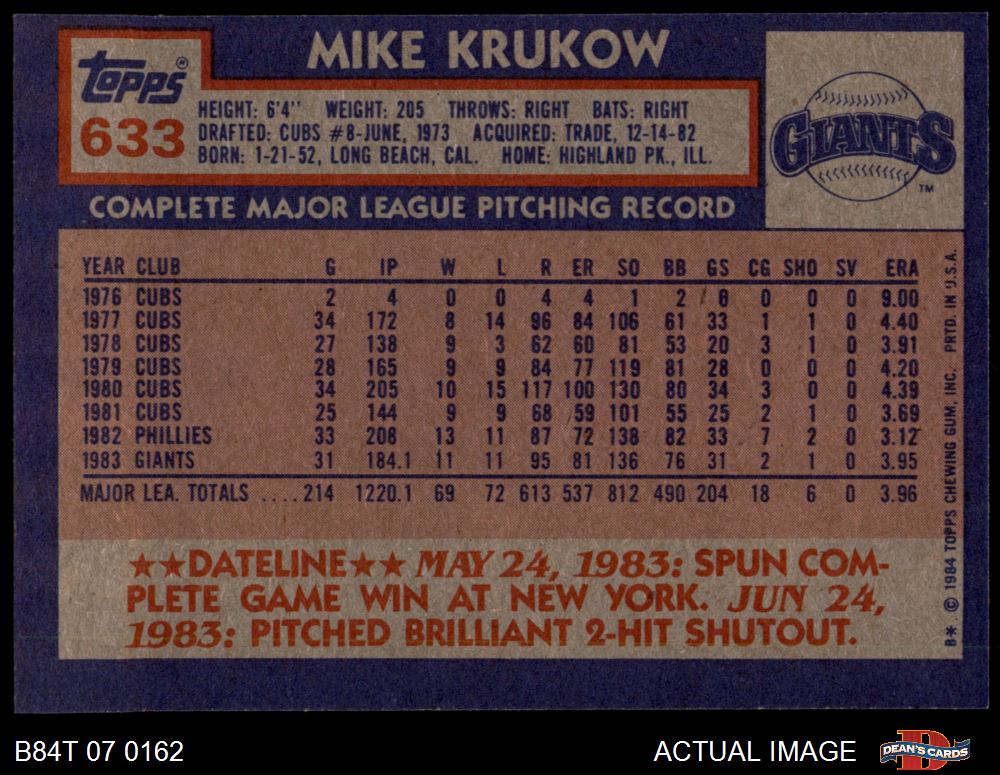 MIKE KRUKOW
Topps®
633
HEIGHT: 6'4" WEIGHT: 205 THROWS: RIGHT BATS: RIGHT
DRAFTED: CUBS #8-JUNE, 1973 ACQUIRED: TRADE, 12-14-82
BORN: 1-21-52, LONG BEACH, CAL. HOME: HIGHLAND PK., ILL.
GIANTS
TM
COMPLETE MAJOR LEAGUE PITCHING RECORD
YEAR CLUB G IP W L R ER SO BB GS CG SHO SV ERA
1976 CUBS 2 4 0 0 4 4 1 2 0 0 0 0 9.00
1977 CUBS 34 172 8 14 96 84 106 61 33 1 1 0 4.40
1978 CUBS 27 138 9 3 62 60 81 53 20 3 1 0 3.91
1979 CUBS 28 165 9 9 84 77 119 81 28 0 0 0 4.20
1980 CUBS 34 205 10 15 117 100 130 80 34 3 0 0 4.39
1981 CUBS 25 144 9 9 68 59 101 55 25 2 1 0 3.69
1982 PHILLIES 33 208 13 11 87 72 138 82 33 7 2 0 3.12
1983 GIANTS 31 184.1 11 11 95 81 136 76 31 2 1 0 3.95
MAJOR LEA. TOTALS ....214 1220.1 69 72 613 537 812 490 204 18 6 0 3.96
★★DATELINE★★ MAY 24, 1983: SPUN COM-
PLETE GAME WIN AT NEW YORK. JUN 24,
1983: PITCHED BRILLIANT 2-HIT SHUTOUT.
B* © 1984 TOPPS CHEWING GUM, INC. PRTD. IN U.S.A.
B84T 07 0162
ACTUAL IMAGE
DEAN'S CARDS